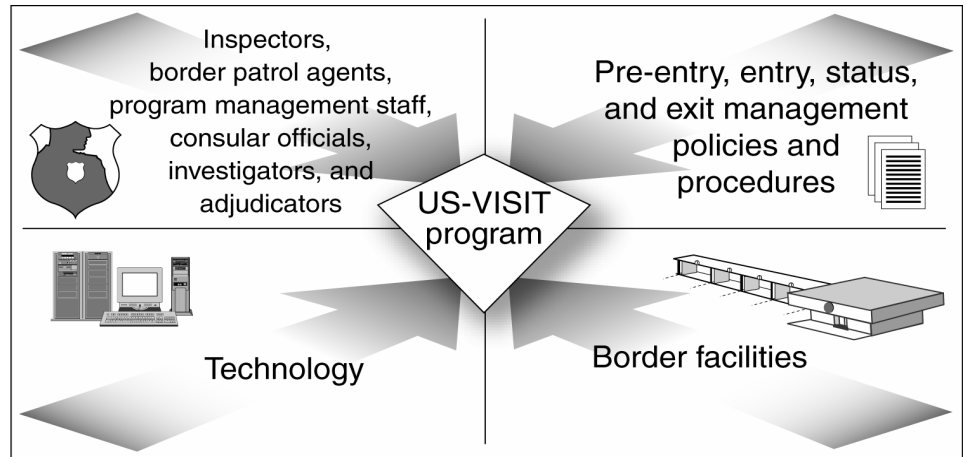 Inspectors,
border patrol agents,
program management staff,
consular officials,
investigators, and
adjudicators
Pre-entry, entry, status,
and exit management
policies and
procedures
US-VISIT
program
Technology
Border facilities